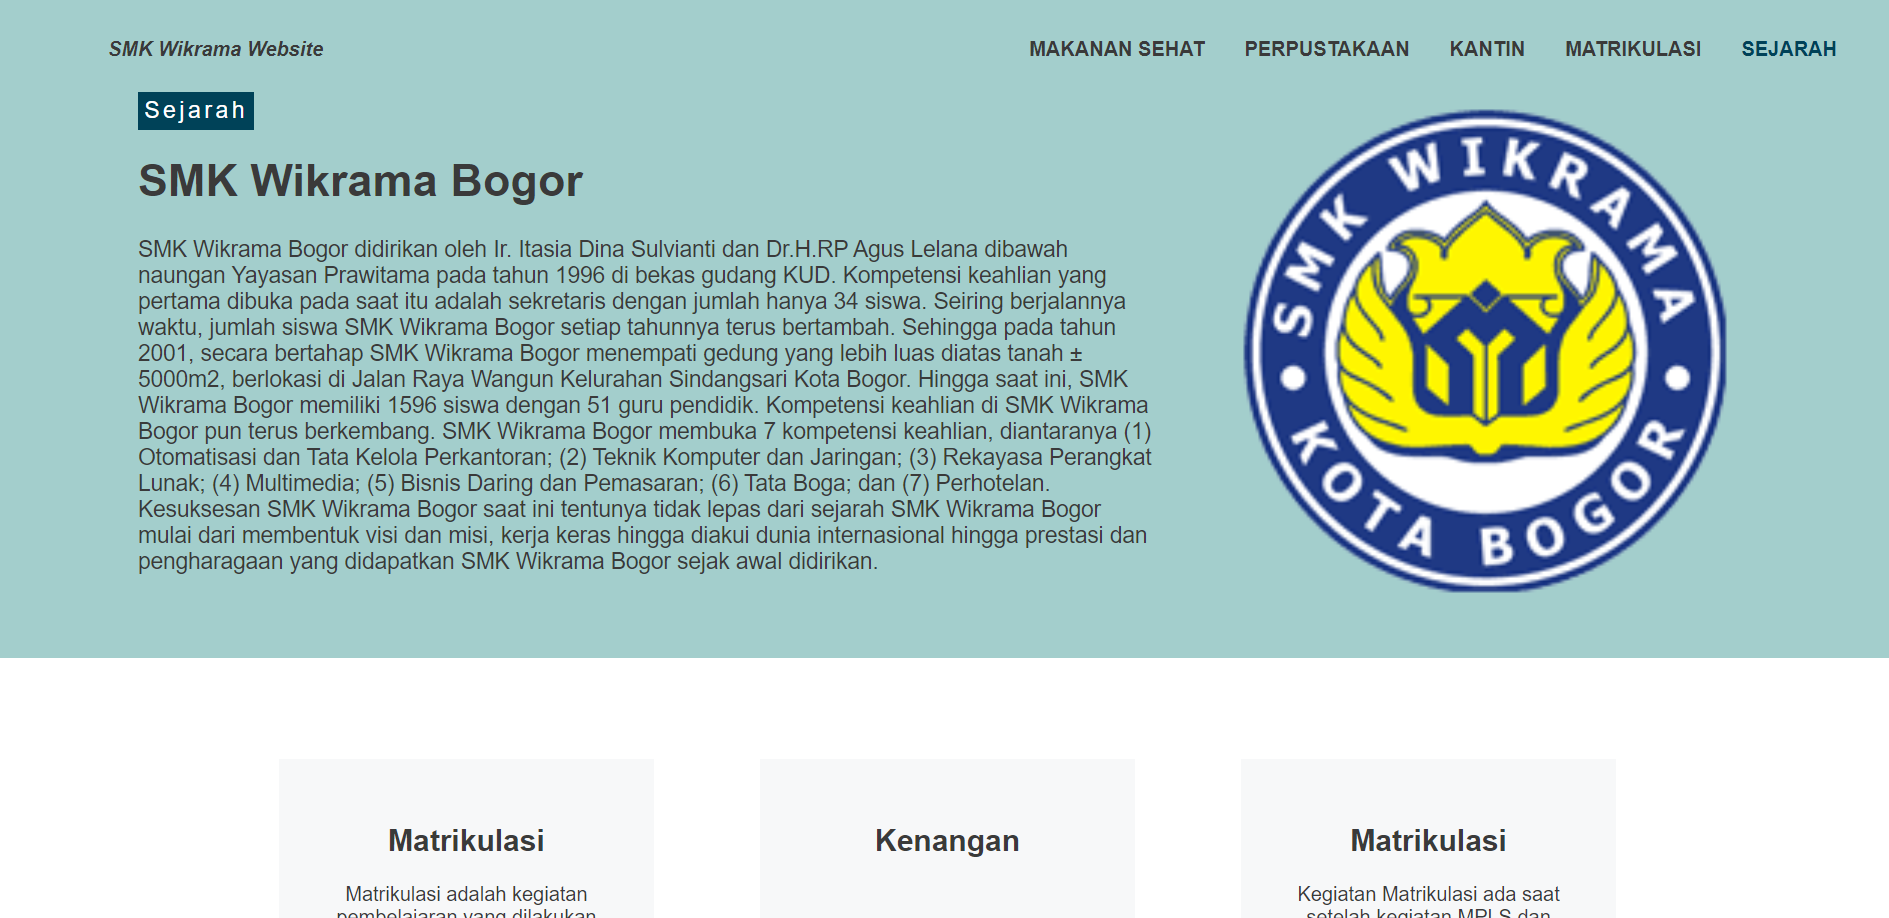 SMK Wikrama Website
MAKANAN SEHAT
PERPUSTAKAAN
KANTIN
MATRIKULASI
SEJARAH
Sejarah
SMK Wikrama Bogor
SMK Wikrama Bogor didirikan oleh Ir. Itasia Dina Sulvianti dan Dr.H.RP Agus Lelana dibawah
naungan Yayasan Prawitama pada tahun 1996 di bekas gudang KUD. Kompetensi keahlian yang
pertama dibuka pada saat itu adalah sekretaris dengan jumlah hanya 34 siswa. Seiring berjalannya
waktu, jumlah siswa SMK Wikrama Bogor setiap tahunnya terus bertambah. Sehingga pada tahun
2001, secara bertahap SMK Wikrama Bogor menempati gedung yang lebih luas diatas tanah ±
5000m2, berlokasi di Jalan Raya Wangun Kelurahan Sindangsari Kota Bogor. Hingga saat ini, SMK
Wikrama Bogor memiliki 1596 siswa dengan 51 guru pendidik. Kompetensi keahlian di SMK Wikrama
Bogor pun terus berkembang. SMK Wikrama Bogor membuka 7 kompetensi keahlian, diantaranya (1)
Otomatisasi dan Tata Kelola Perkantoran; (2) Teknik Komputer dan Jaringan; (3) Rekayasa Perangkat
Lunak; (4) Multimedia; (5) Bisnis Daring dan Pemasaran; (6) Tata Boga; dan (7) Perhotelan.
Kesuksesan SMK Wikrama Bogor saat ini tentunya tidak lepas dari sejarah SMK Wikrama Bogor
mulai dari membentuk visi dan misi, kerja keras hingga diakui dunia internasional hingga prestasi dan
pengharagaan yang didapatkan SMK Wikrama Bogor sejak awal didirikan.
SMK WIKRAMA
KOTA BOGOR
Matrikulasi
Matrikulasi adalah kegiatan
pembelajaran yang dilakukan
Kenangan
Matrikulasi
Kegiatan Matrikulasi ada saat
setelah kegiatan MPLS dan